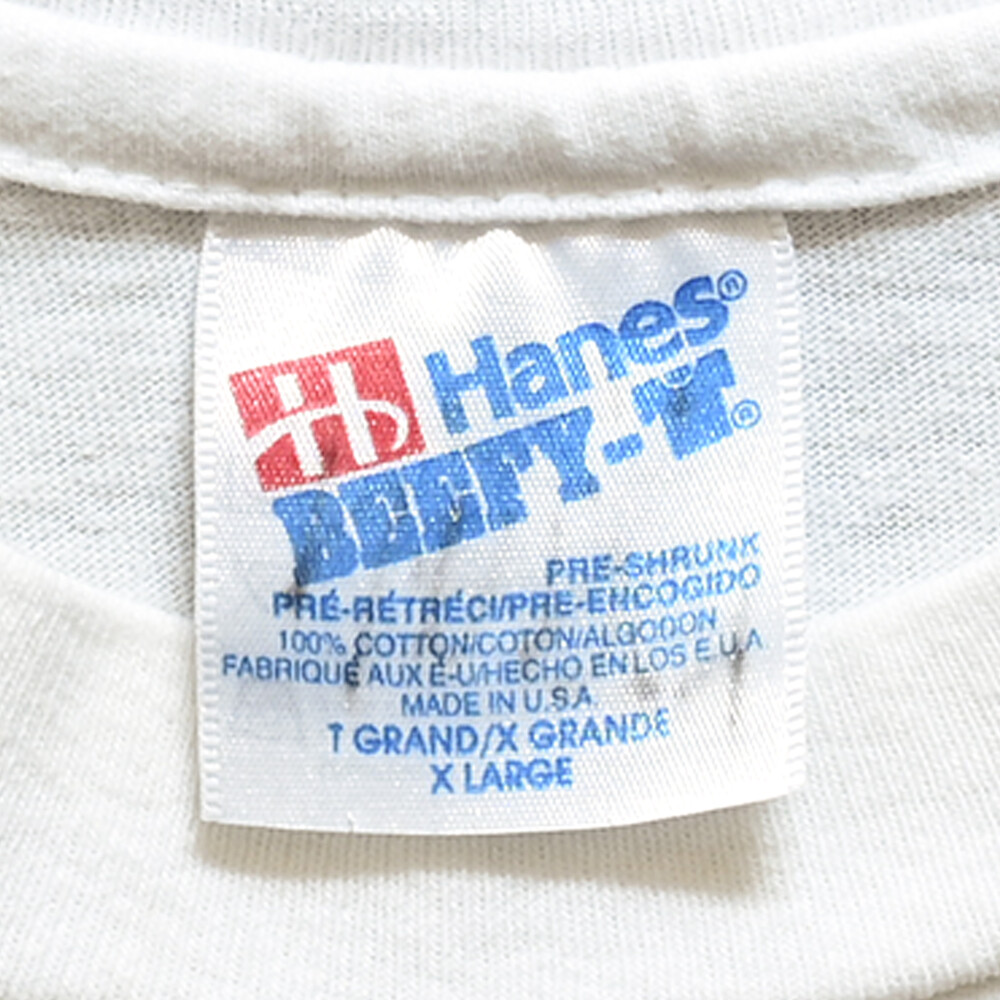 Hanes®
BEEFY-T®
PRE-SHRUNK
PRÉ-RÉTRÉCI/PRE-ENCOGIDO
100% COTTON/COTON/ALGODON
FABRIQUÉ AUX É-U/HECHO EN LOS E.U.A.
MADE IN U.S.A.
T GRAND/X GRANDE
X LARGE